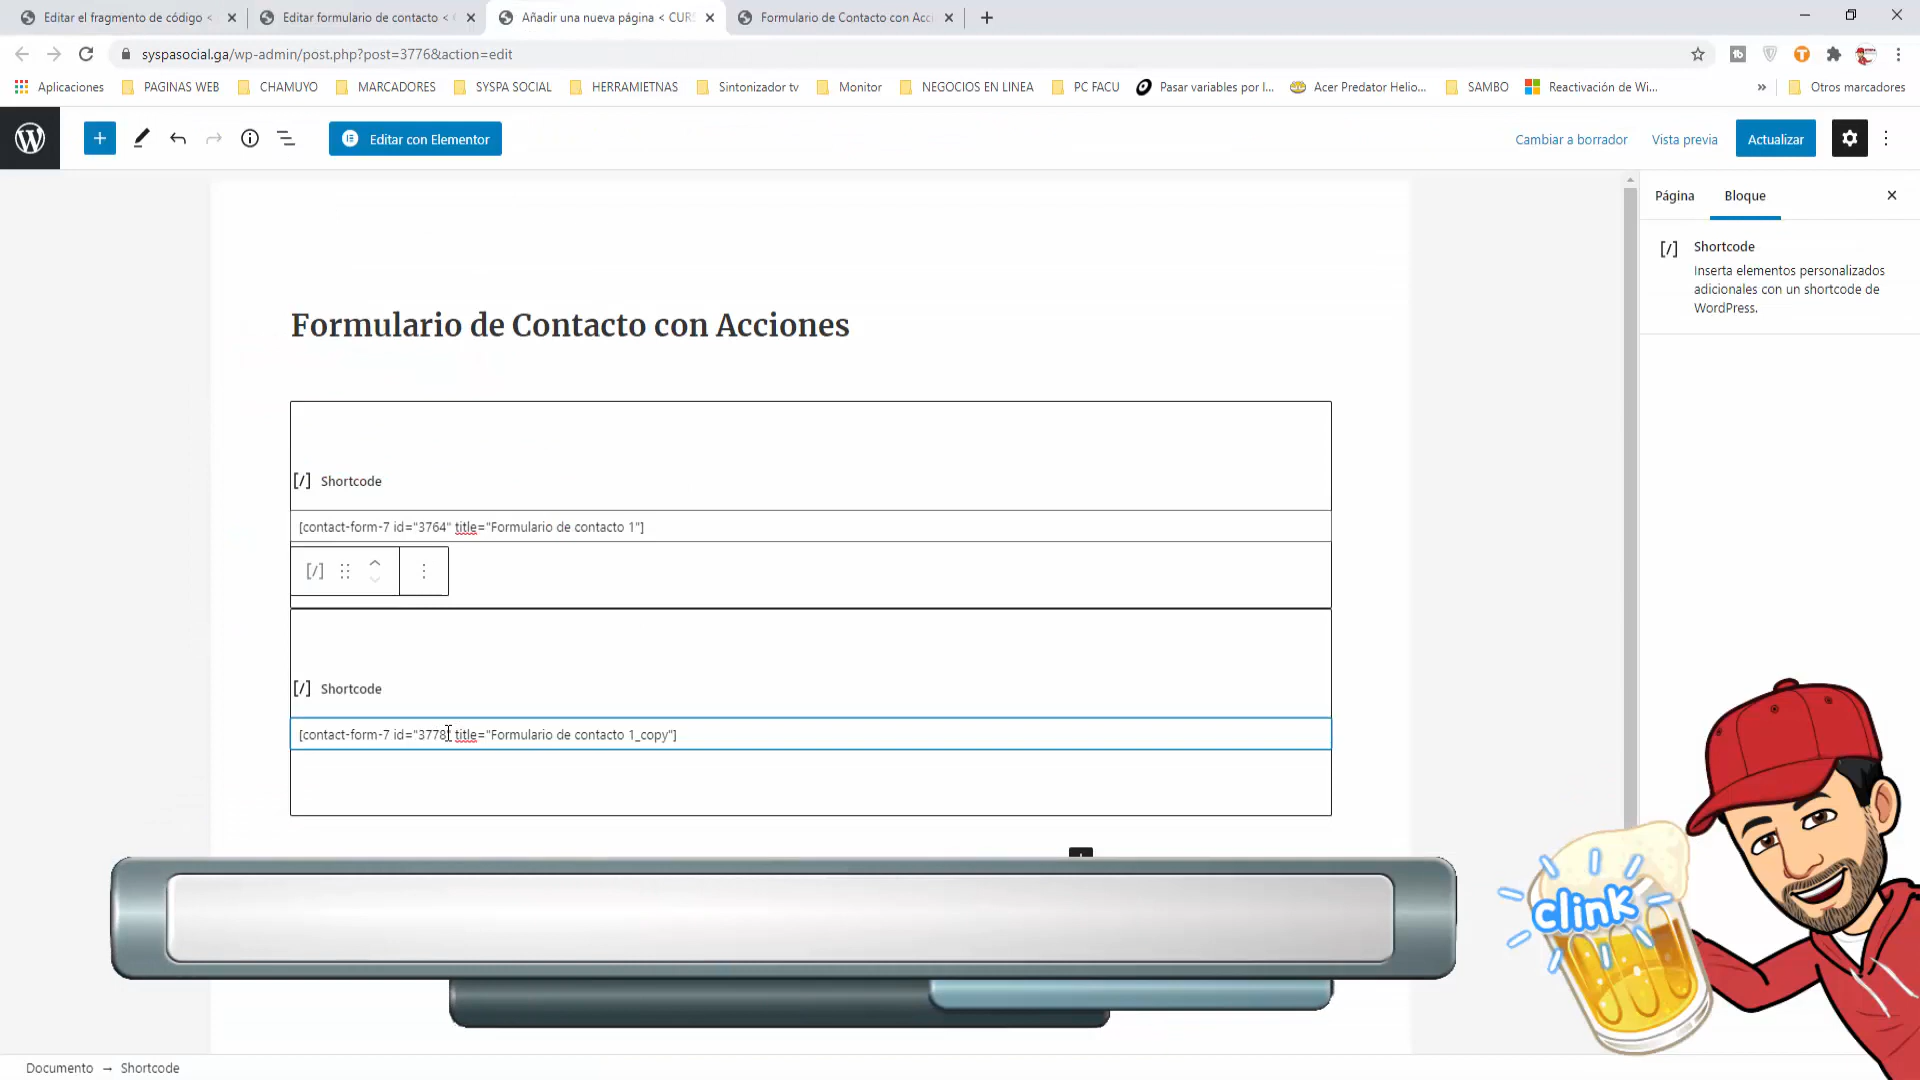 Editar el fragmento de código <
Editar formulario de contacto <
Añadir una nueva página < CUR
Formulario de Contacto con Acc
syspasocial.ga/wp-admin/post.php?post=3776&action=edit
Aplicaciones
PAGINAS WEB
CHAMUYO
MARCADORES
SYSPA SOCIAL
HERRAMIETNAS
Sintonizador tv
Monitor
NEGOCIOS EN LINEA
PC FACU
Pasar variables por l...
Acer Predator Helio...
SAMBO
Reactivación de Wi...
»
Otros marcadores
Editar con Elementor
Cambiar a borrador
Vista previa
Actualizar
Página
Bloque
[/] Shortcode
Inserta elementos personalizados
adicionales con un shortcode de
WordPress.
Formulario de Contacto con Acciones
[/] Shortcode
[contact-form-7 id="3764" title="Formulario de contacto 1"]
[/]
[/] Shortcode
[contact-form-7 id="3778" title="Formulario de contacto 1_copy"]
clink
Documento → Shortcode